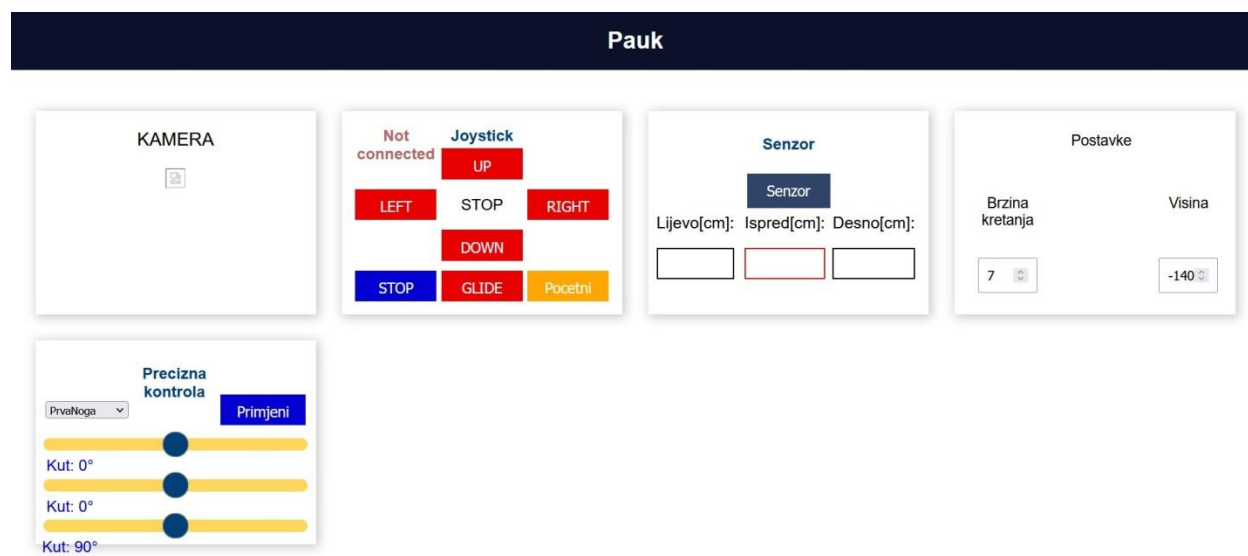 Pauk
KAMERA
Not
connected
Joystick
UP
LEFT
STOP
RIGHT
DOWN
STOP
GLIDE
Pocetni
Senzor
Senzor
Lijevo[cm]:
Ispred[cm]:
Desno[cm]:
Postavke
Brzina
kretanja
Visina
7
-140
Precizna
kontrola
PrvaNoga
Primjeni
Kut: 0°
Kut: 0°
Kut: 90°